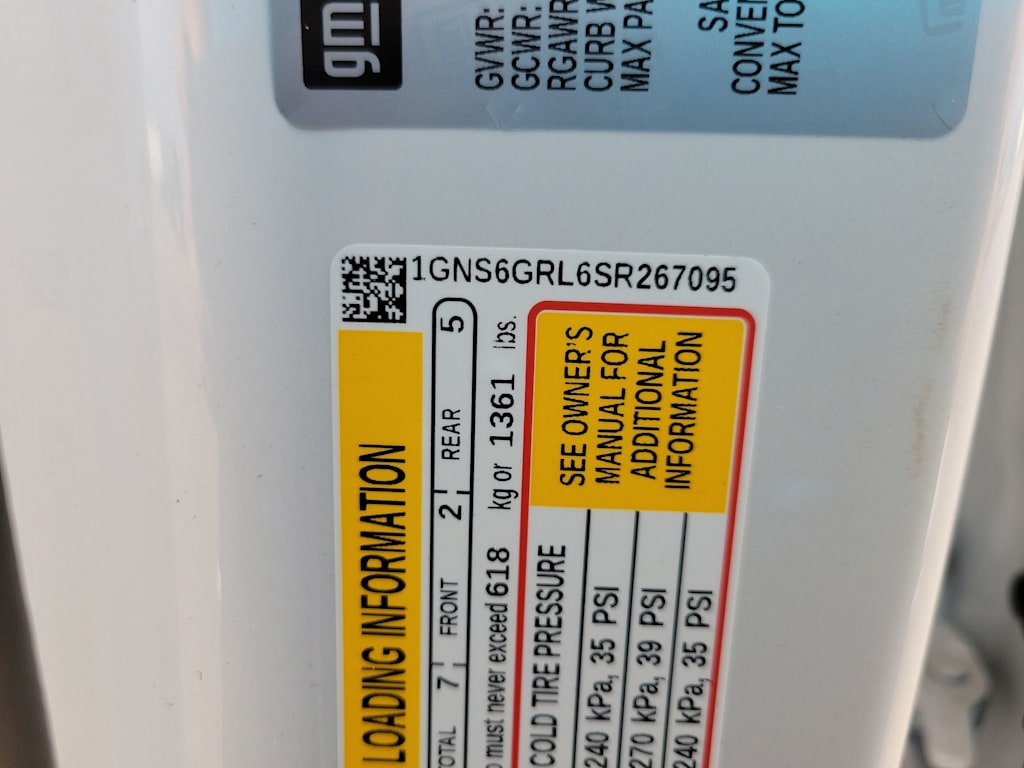 gm
GVWR:
GCWR:
RGAWR
CURB W
MAX PA
SA
CONVEN
MAX TO
1GNS6GRL6SR267095
LOADING INFORMATION
TOTAL 7 FRONT 2 REAR 5
must never exceed 618 kg or 1361 lbs.
COLD TIRE PRESSURE
240 kPa, 35 PSI
270 kPa, 39 PSI
240 kPa, 35 PSI
SEE OWNER'S
MANUAL FOR
ADDITIONAL
INFORMATION